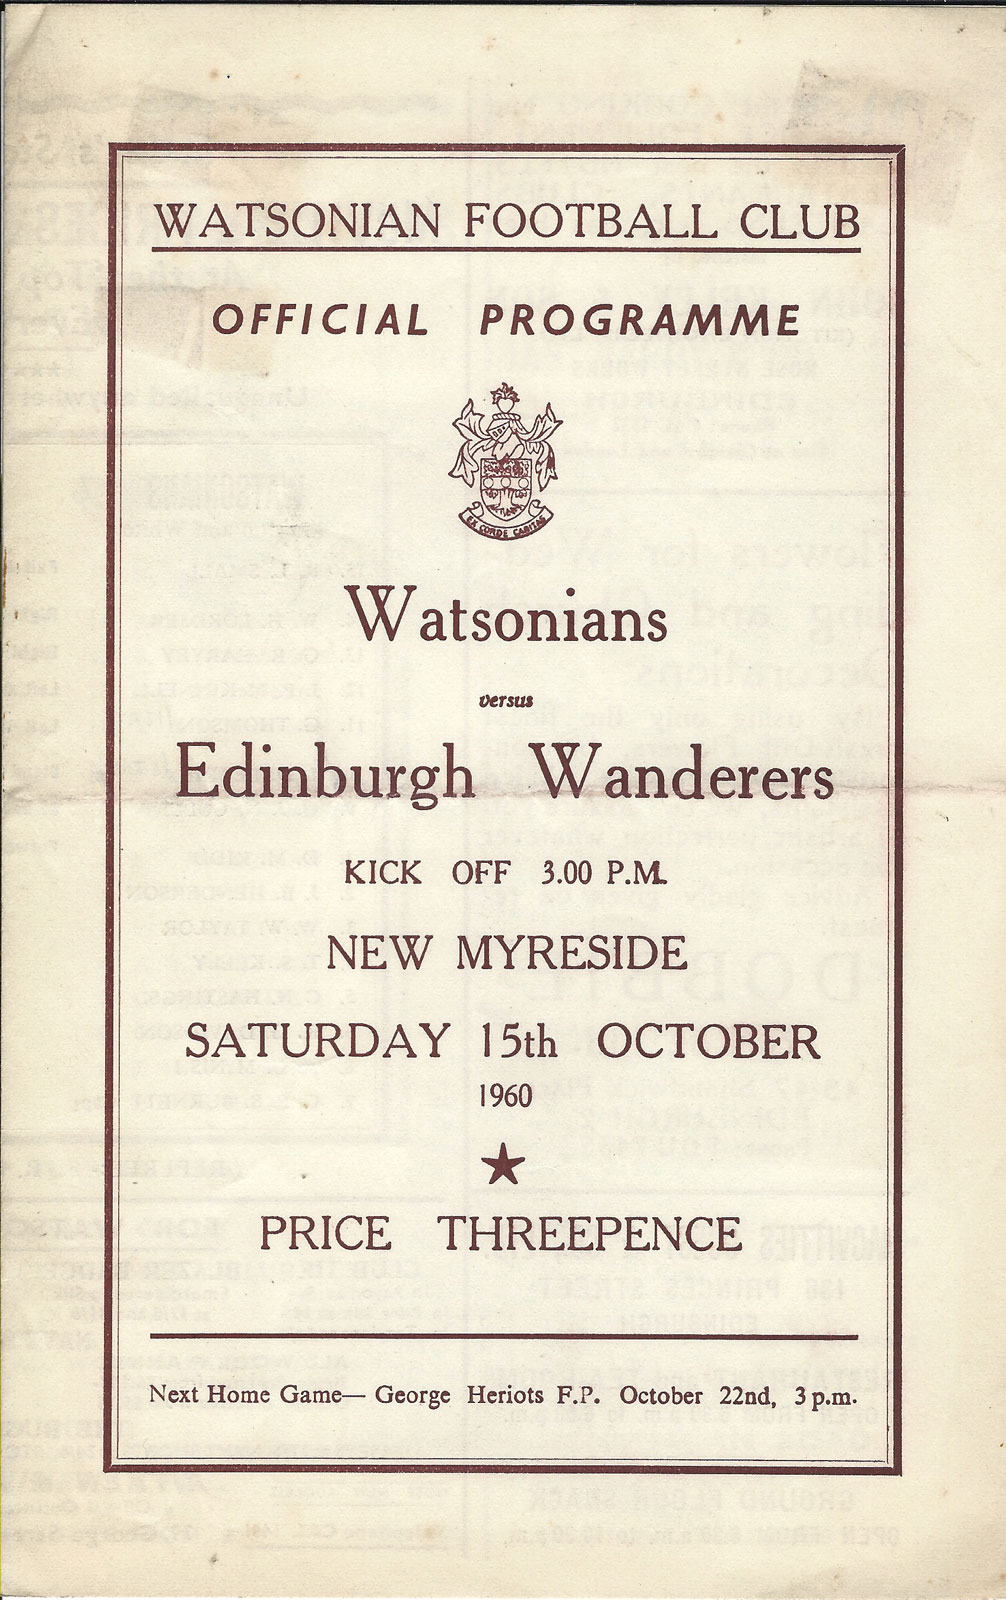 WATSONIAN FOOTBALL CLUB
OFFICIAL PROGRAMME
EX CORDE CARITAS
Watsonians
versus
Edinburgh Wanderers
KICK OFF 3.00 P.M.
NEW MYRESIDE
SATURDAY 15th OCTOBER
1960
PRICE THREEPENCE
Next Home Game— George Heriots F.P. October 22nd, 3 p.m.